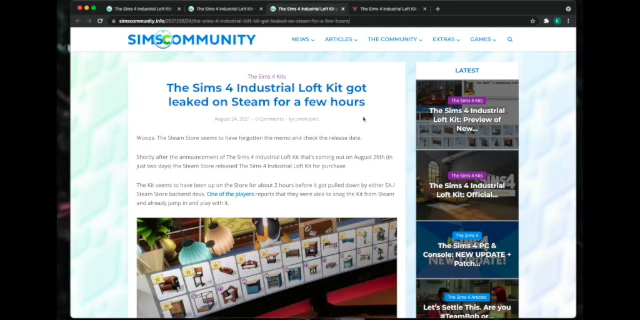 The Sims 4 Industrial Loft Kit
The Sims 4 Industrial Loft Kit
The Sims 4 Industrial Loft Kit
The Sims 4 Industrial Loft Kit
simscommunity.info/2021/08/24/the-sims-4-industrial-loft-kit-got-leaked-on-steam-for-a-few-hours/
SIMSCOMMUNITY
NEWS
ARTICLES
THE COMMUNITY
EXTRAS
GAMES
The Sims 4 Kits
The Sims 4 Industrial Loft Kit got
leaked on Steam for a few hours
August 24, 2021 - 0 Comments - by
Woops. The Steam Store seems to have forgotten the memo and check the release date.
Shortly after the announcement of The Sims 4 Industrial Loft Kit that's coming out on August 26th (in
just two days) the Steam Store released The Sims 4 Industrial Loft Kit for purchase.
The Kit seems to have been up on the Store for about 2 hours before it got pulled down by either EA /
Steam Store backend devs. One of the players reports that they were able to snag the Kit from Steam
and already jump in and play with it.
LATEST
The Sims 4 Kits
The Sims 4 Industrial
Loft Kit: Preview of
New...
The Sims 4 Kits
The Sims 4 Industrial
Loft Kit: Official...
The Sims 4
The Sims 4 PC &
Console: NEW UPDATE +
Patch...
The Sims 4 Articles
Let's Settle This. Are you
#TeamBob or...